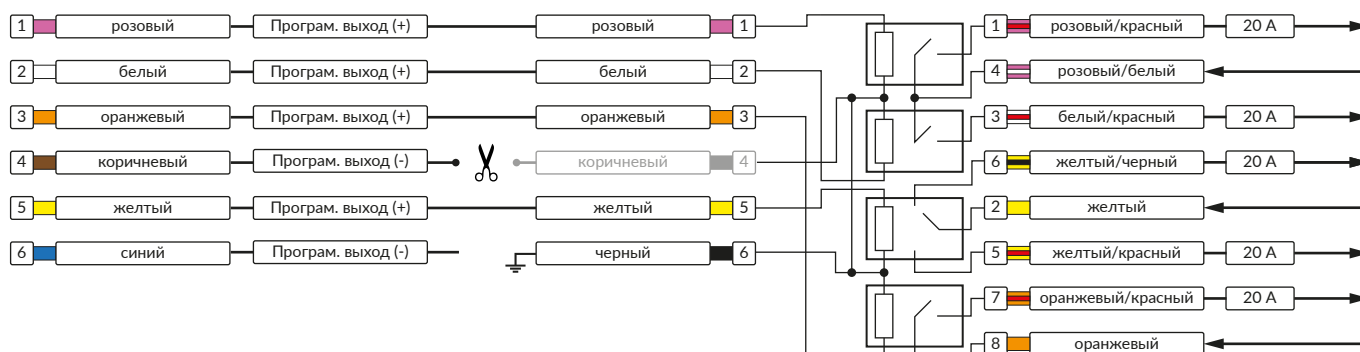 1 розовый Програм. выход (+) розовый 1 1 розовый/красный 20 А
2 белый Програм. выход (+) белый 2 4 розовый/белый
3 оранжевый Програм. выход (+) оранжевый 3 3 белый/красный 20 А
4 коричневый Програм. выход (-) коричневый 4 6 желтый/черный 20 А
5 желтый Програм. выход (+) желтый 5 2 желтый
6 синий Програм. выход (-) черный 6 5 желтый/красный 20 А
7 оранжевый/красный 20 А
8 оранжевый